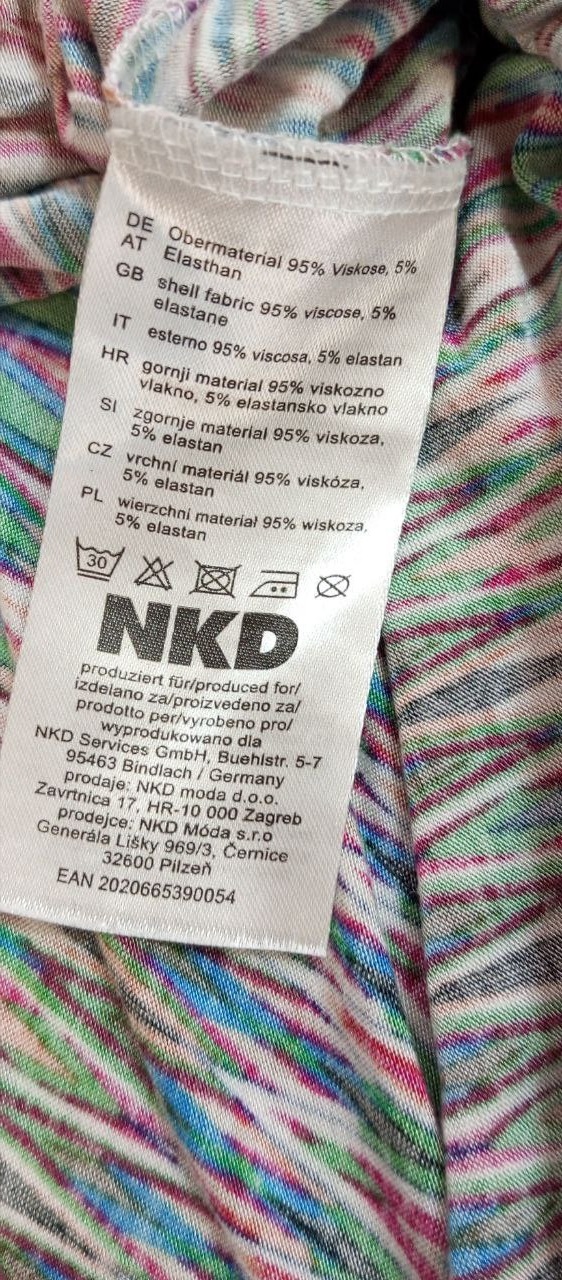 DE Obermaterial 95% Viskose, 5%
AT Elasthan
GB shell fabric 95% viscose, 5%
elastane
IT esterno 95% viscosa, 5% elastan
HR gornji material 95% viskozno
vlakno, 5% elastansko vlakno
SI zgornje material 95% viskoza,
5% elastan
CZ vrchní materiál 95% viskóza,
5% elastan
PL wierzchni materiał 95% wiskoza,
5% elastan
30
NKD
produziert für/produced for/
izdelano za/proizvedeno za/
prodotto per/vyrobeno pro/
wyprodukowano dla
NKD Services GmbH, Buehlstr. 5-7
95463 Bindlach / Germany
prodaje: NKD moda d.o.o.
Zavrtnica 17, HR-10 000 Zagreb
prodejce: NKD Móda s.r.o
Generála Lišky 969/3, Černice
32600 Pilzeň
EAN 2020665390054